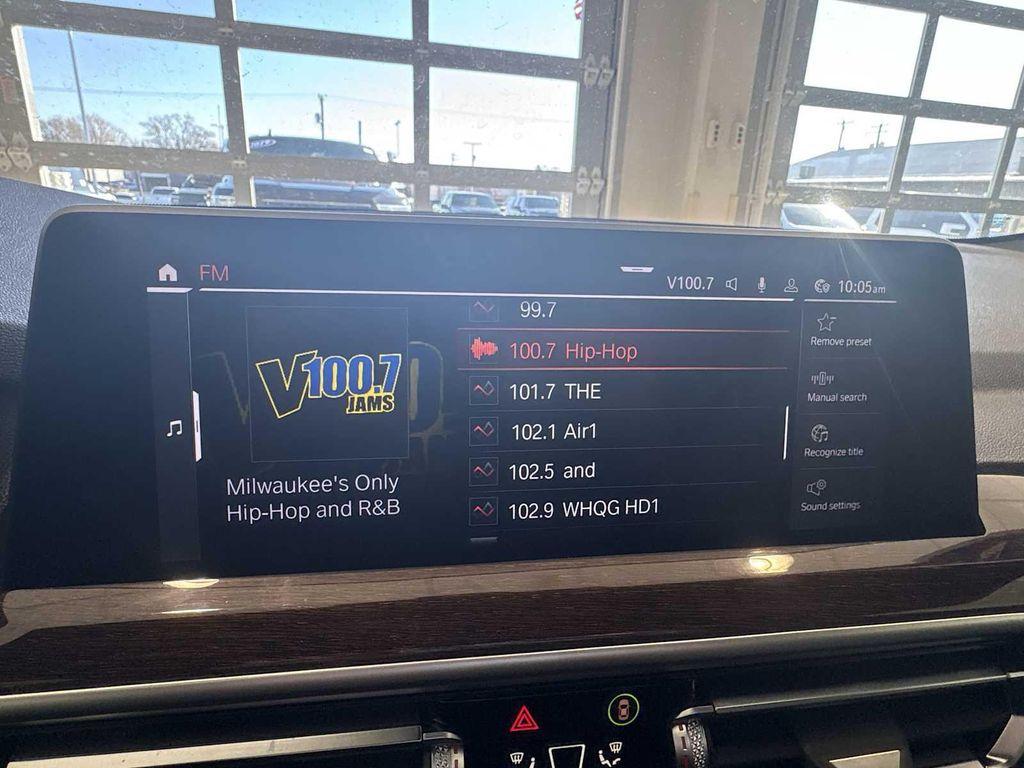 FM
V100.7
10:05am
99.7
100.7 Hip-Hop
101.7 THE
102.1 Air1
102.5 and
102.9 WHQG HD1
V100.7
JAMS
Milwaukee's Only
Hip-Hop and R&B
Remove preset
Manual search
Recognize title
Sound settings